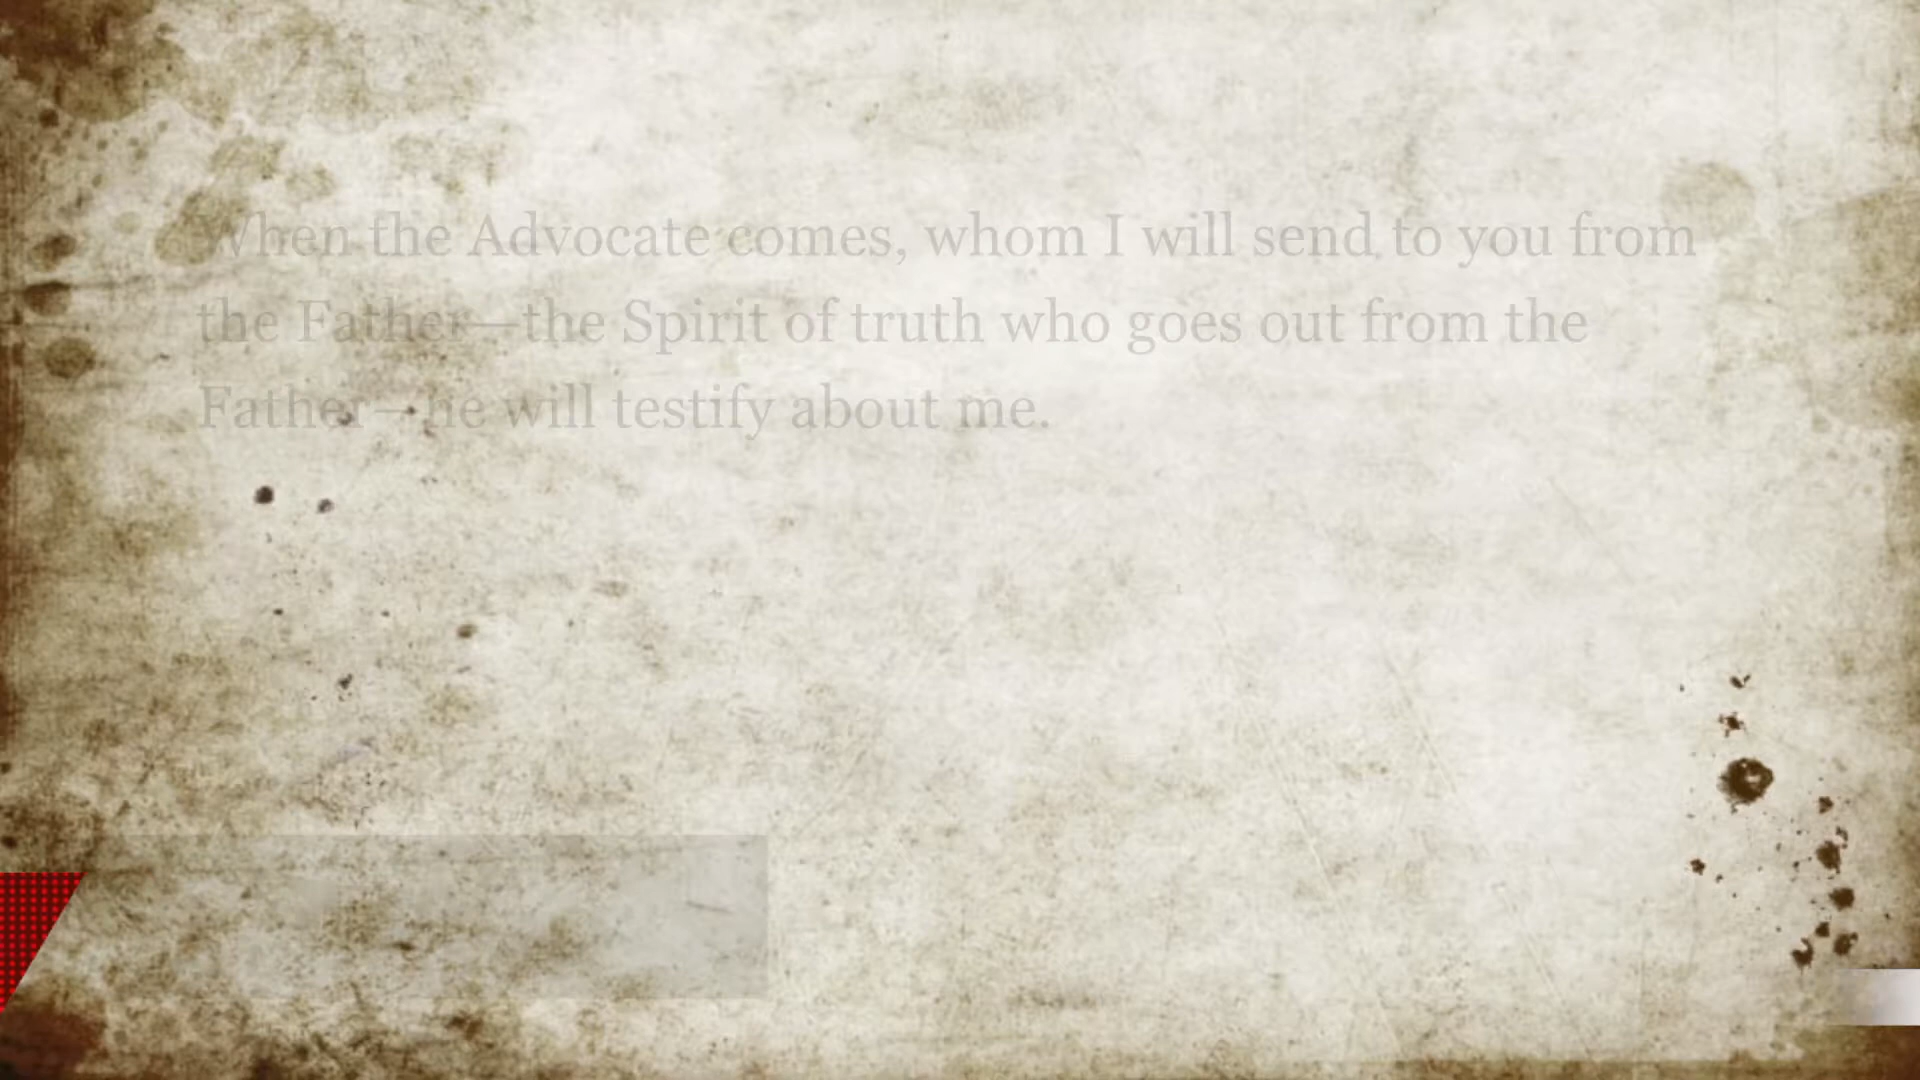 When the Advocate comes, whom I will send to you from
the Father—the Spirit of truth who goes out from the
Father—he will testify about me.